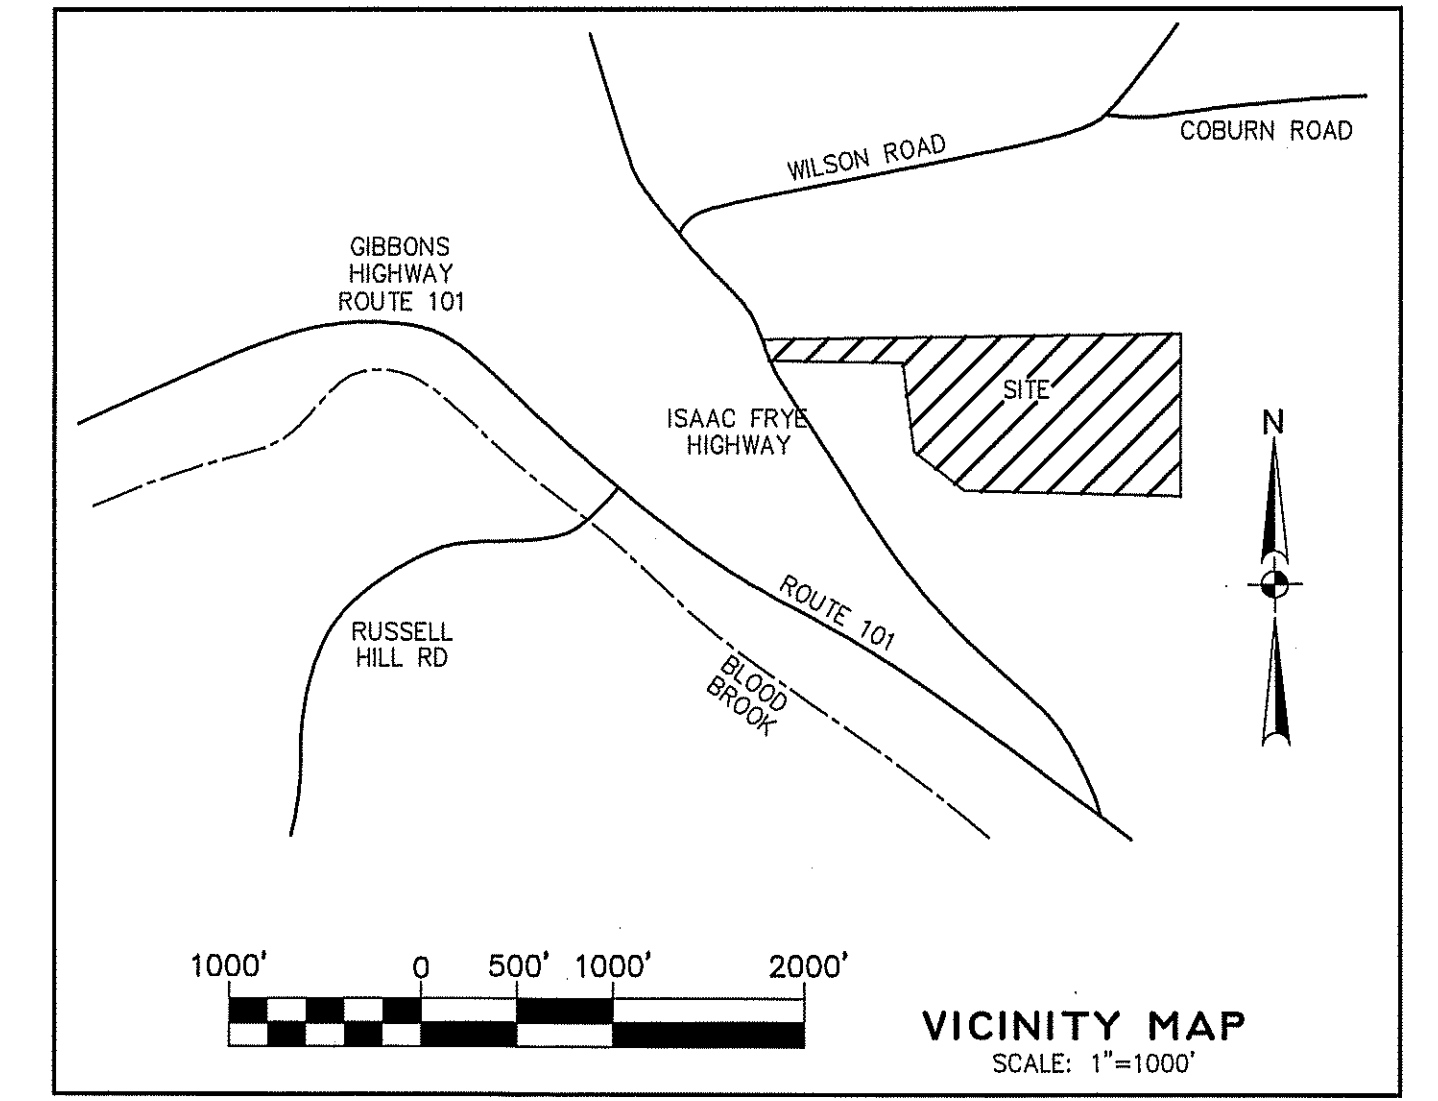 COBURN ROAD
WILSON ROAD
GIBBONS
HIGHWAY
ROUTE 101
SITE
ISAAC FRYE
HIGHWAY
N
ROUTE 101
RUSSELL
HILL RD
BLOOD
BROOK
1000' 0 500' 1000' 2000'
VICINITY MAP
SCALE: 1"=1000'